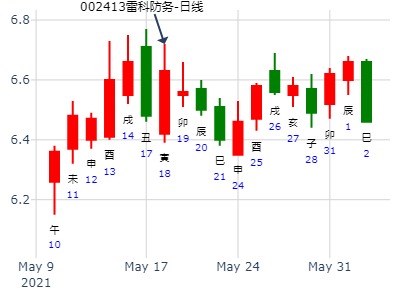 002413雷科防务-日线
6.8
6.6
6.4
6.2
午
10
未
11
申
12
酉
13
戌
14
丑
17
寅
18
卯
19
辰
20
巳
21
申
24
酉
25
戌
26
亥
27
子
28
卯
31
辰
1
巳
2
May 9
2021
May 17
May 24
May 31